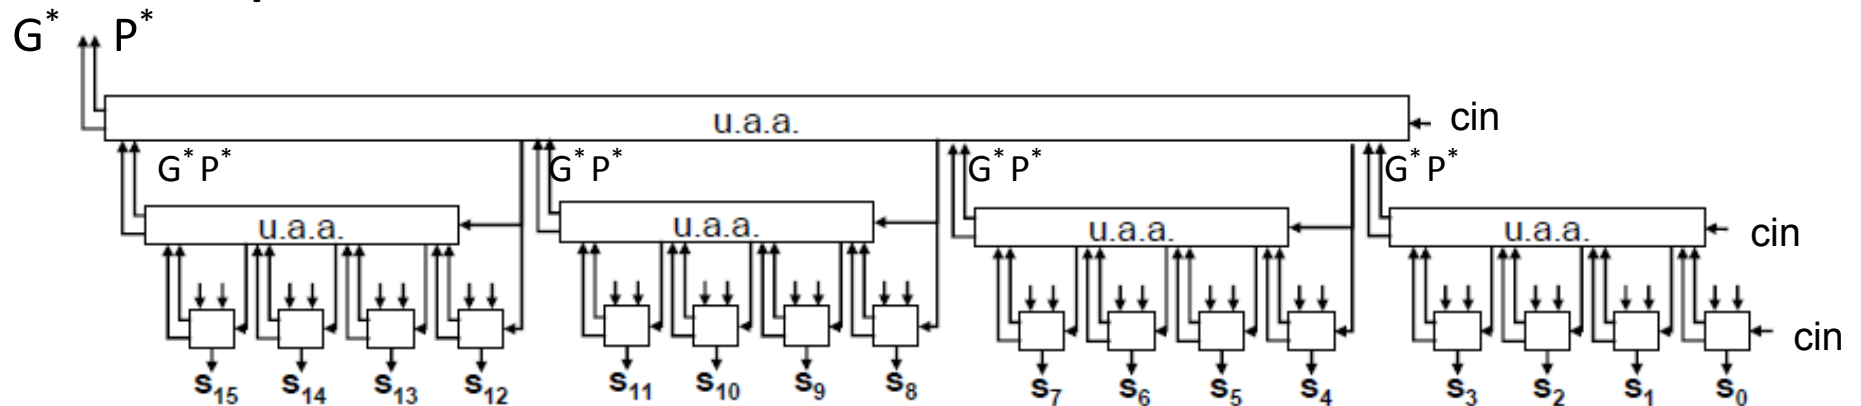 G* P*
u.a.a. cin
G* P* G* P* G* P* G* P*
u.a.a. u.a.a. u.a.a. u.a.a. cin
cin
s15 s14 s13 s12 s11 s10 s9 s8 s7 s6 s5 s4 s3 s2 s1 s0